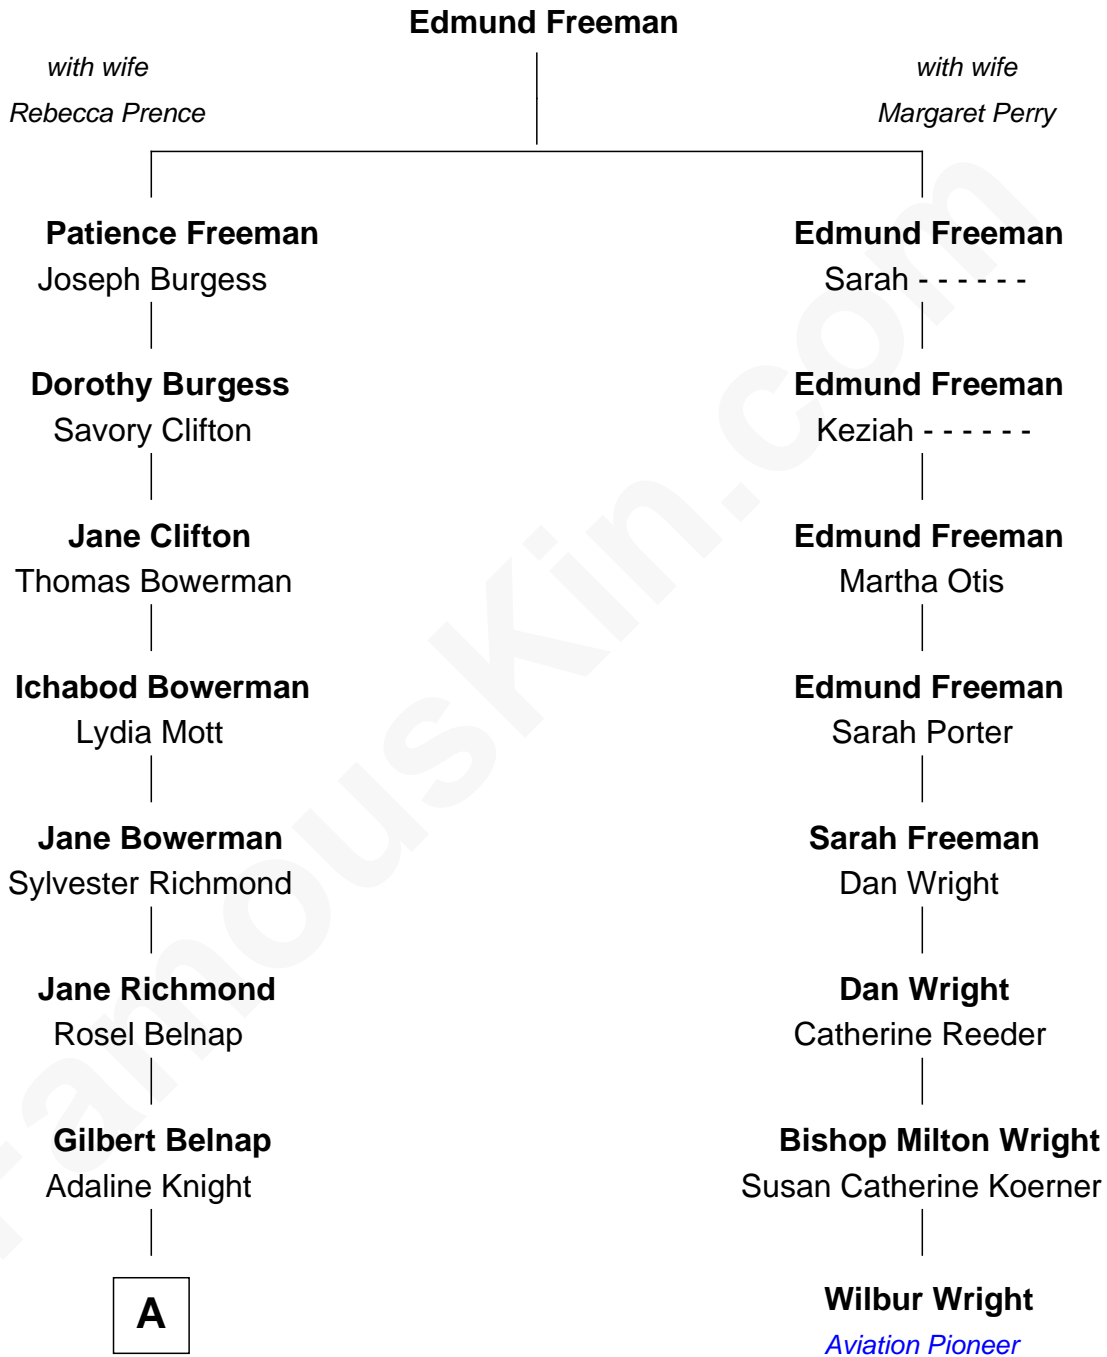 Edmund Freeman
with wife
Rebecca Prence
with wife
Margaret Perry
Patience Freeman
Joseph Burgess
Edmund Freeman
Sarah - - - - - -
Dorothy Burgess
Savory Clifton
Edmund Freeman
Keziah - - - - - -
Jane Clifton
Thomas Bowerman
Edmund Freeman
Martha Otis
Ichabod Bowerman
Lydia Mott
Edmund Freeman
Sarah Porter
Jane Bowerman
Sylvester Richmond
Sarah Freeman
Dan Wright
Jane Richmond
Rosel Belnap
Dan Wright
Catherine Reeder
Gilbert Belnap
Adaline Knight
Bishop Milton Wright
Susan Catherine Koerner
A
Wilbur Wright
Aviation Pioneer
FamousKin.com